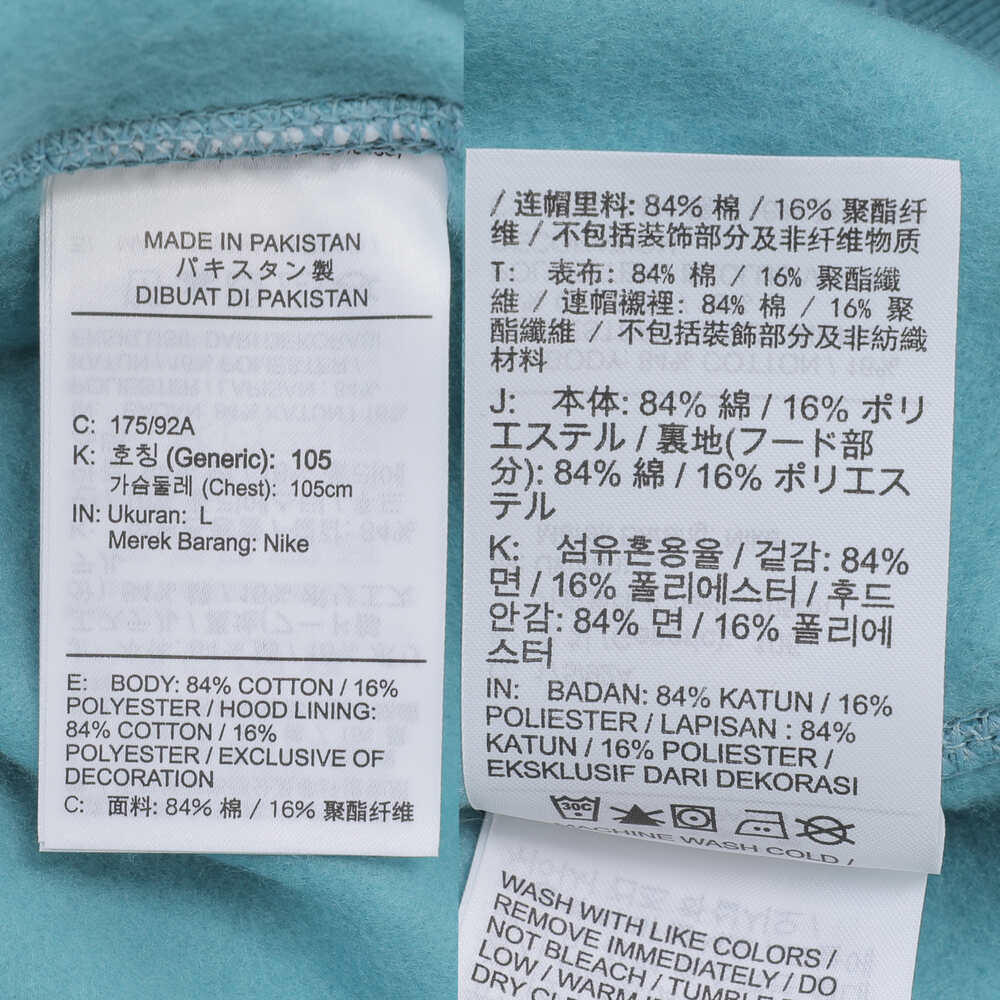 MADE IN PAKISTAN
パキスタン製
DIBUAT DI PAKISTAN
C: 175/92A
K: 호칭 (Generic): 105
가슴둘레 (Chest): 105cm
IN: Ukuran: L
Merek Barang: Nike
E: BODY: 84% COTTON / 16%
POLYESTER / HOOD LINING:
84% COTTON / 16%
POLYESTER / EXCLUSIVE OF
DECORATION
C: 面料: 84% 棉 / 16% 聚酯纤维
/ 连帽里料: 84% 棉 / 16% 聚酯纤
维 / 不包括装饰部分及非纤维物质
T: 表布: 84% 棉 / 16% 聚酯纖
維 / 連帽襯裡: 84% 棉 / 16% 聚
酯纖維 / 不包括裝飾部分及非紡織
材料
J: 本体: 84% 綿 / 16% ポリ
エステル / 裏地(フード部
分): 84% 綿 / 16% ポリエス
テル
K: 섬유혼용율 / 겉감: 84%
면 / 16% 폴리에스터 / 후드
안감: 84% 면 / 16% 폴리에
스터
IN: BADAN: 84% KATUN / 16%
POLIESTER / LAPISAN : 84%
KATUN / 16% POLIESTER /
EKSKLUSIF DARI DEKORASI
30C
MACHINE WASH COLD /
WASH WITH LIKE COLORS /
REMOVE IMMEDIATELY / DO
NOT BLEACH / TUMBLE
LOW / WARM
DRY